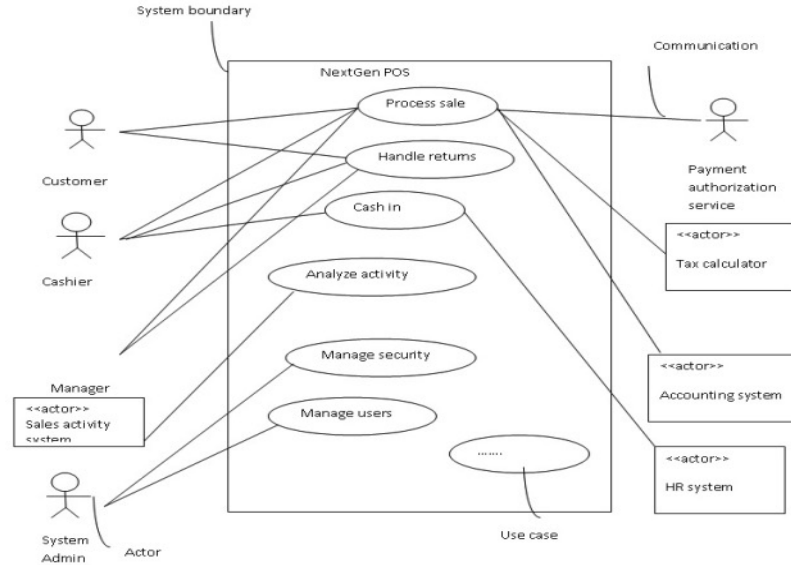 System boundary
Communication
NextGen POS
Process sale
Handle returns
Customer
Payment
authorization
service
Cash in
<<actor>>
Tax calculator
Cashier
Analyze activity
Manage security
Manager
<<actor>>
Sales activity
system
<<actor>>
Accounting system
Manage users
.......
<<actor>>
HR system
System
Admin
Actor
Use case